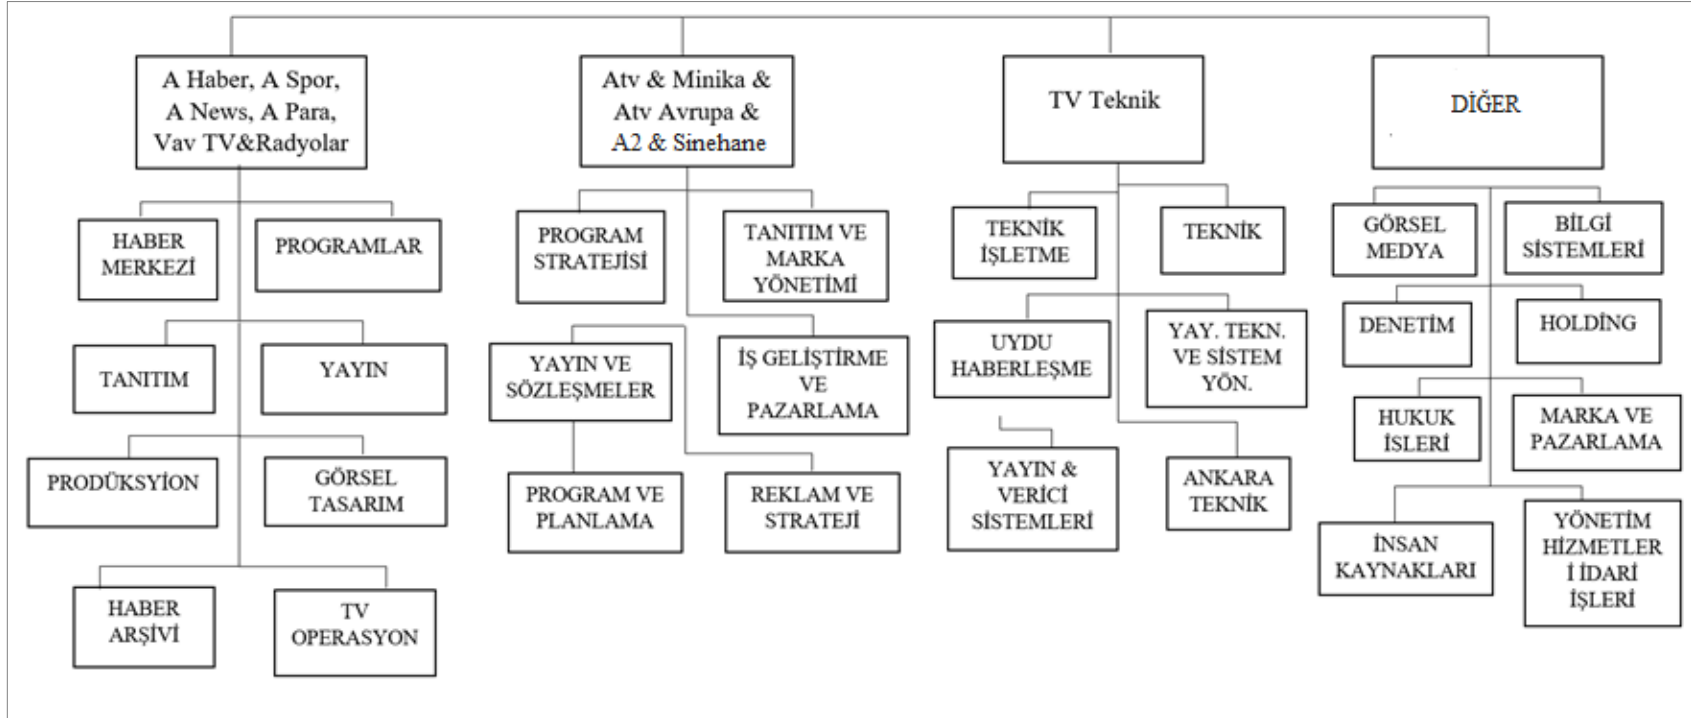 A Haber, A Spor,
A News, A Para,
Vav TV&Radyolar
Atv & Minika &
Atv Avrupa &
A2 & Sinehane
TV Teknik
DİĞER
HABER
MERKEZİ
PROGRAMLAR
TANITIM
YAYIN
PRODÜKSYİON
GÖRSEL
TASARIM
HABER
ARŞİVİ
TV
OPERASYON
PROGRAM
STRATEJİSİ
TANITIM VE
MARKA
YÖNETİMİ
YAYIN VE
SÖZLEŞMELER
İŞ GELİŞTİRME
VE
PAZARLAMA
PROGRAM VE
PLANLAMA
REKLAM VE
STRATEJİ
TEKNİK
İŞLETME
TEKNİK
UYDU
HABERLEŞME
YAY. TEKN.
VE SİSTEM
YÖN.
YAYIN &
VERİCİ
SİSTEMLERİ
ANKARA
TEKNİK
GÖRSEL
MEDYA
BİLGİ
SİSTEMLERİ
DENETİM
HOLDİNG
HUKUK
İSLERİ
MARKA VE
PAZARLAMA
İNSAN
KAYNAKLARI
YÖNETİM
HİZMETLER
İ İDARİ
İŞLERİ